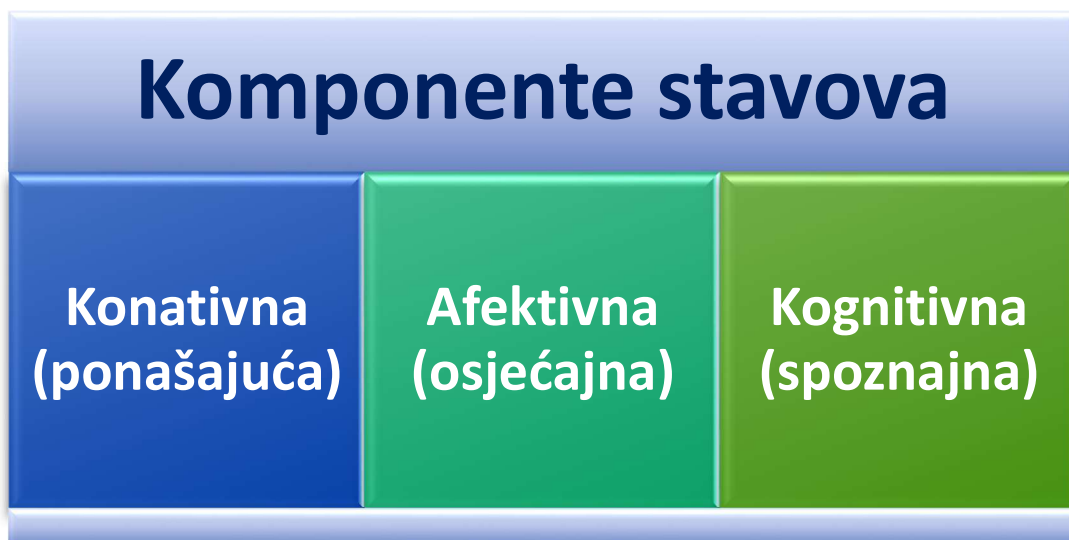 Komponente stavova
Konativna
(ponašajuća)
Afektivna
(osjećajna)
Kognitivna
(spoznajna)